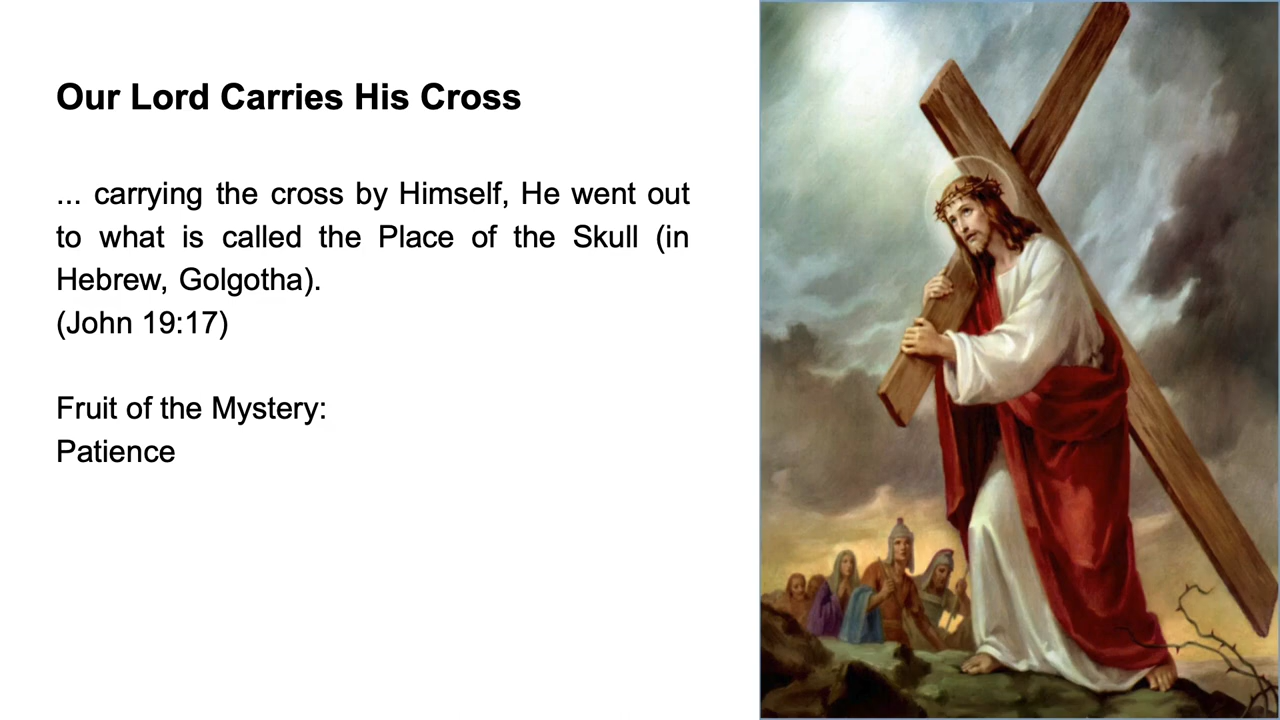 Our Lord Carries His Cross
... carrying the cross by Himself, He went out
to what is called the Place of the Skull (in
Hebrew, Golgotha).
(John 19:17)
Fruit of the Mystery:
Patience